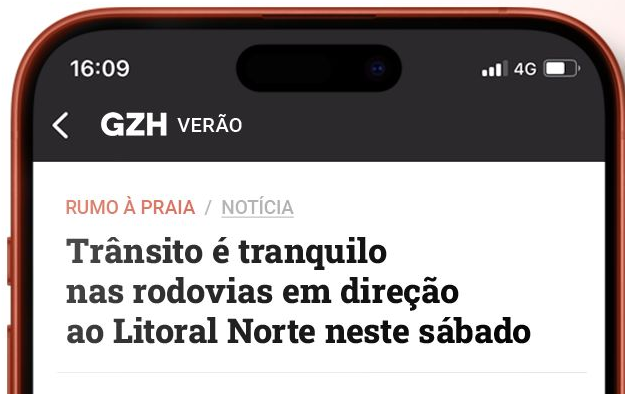 16:09
4G
GZH VERÃO
RUMO À PRAIA / NOTÍCIA
Trânsito é tranquilo
nas rodovias em direção
ao Litoral Norte neste sábado